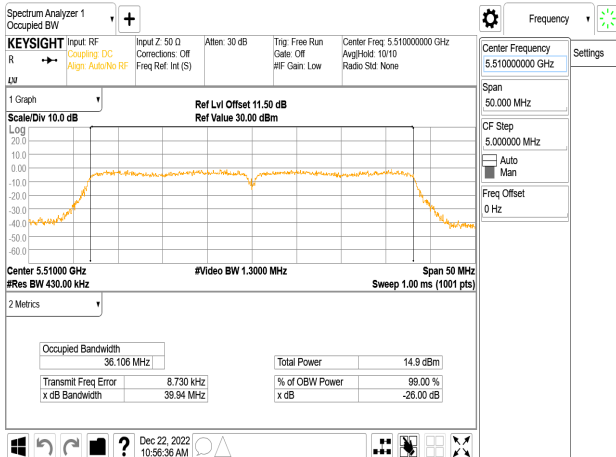 Spectrum Analyzer 1
Occupied BW
Frequency
KEYSIGHT
R
LXI
Input: RF
Coupling: DC
Align: Auto/No RF
Input Z: 50 Ω
Corrections: Off
Freq Ref: Int (S)
Atten: 30 dB
Trig: Free Run
Gate: Off
#IF Gain: Low
Center Freq: 5.510000000 GHz
Avg|Hold: 10/10
Radio Std: None
Center Frequency
5.510000000 GHz
Settings
Span
50.000 MHz
CF Step
5.000000 MHz
Auto
Man
Freq Offset
0 Hz
1 Graph
Ref Lvl Offset 11.50 dB
Scale/Div 10.0 dB
Ref Value 30.00 dBm
Log
20.0
10.0
0.00
-10.0
-20.0
-30.0
-40.0
-50.0
-60.0
Center 5.51000 GHz
#Video BW 1.3000 MHz
Span 50 MHz
#Res BW 430.00 kHz
Sweep 1.00 ms (1001 pts)
2 Metrics
Occupied Bandwidth
36.106 MHz
Total Power 14.9 dBm
Transmit Freq Error 8.730 kHz
% of OBW Power 99.00 %
x dB Bandwidth 39.94 MHz
x dB -26.00 dB
?
Dec 22, 2022
10:56:36 AM